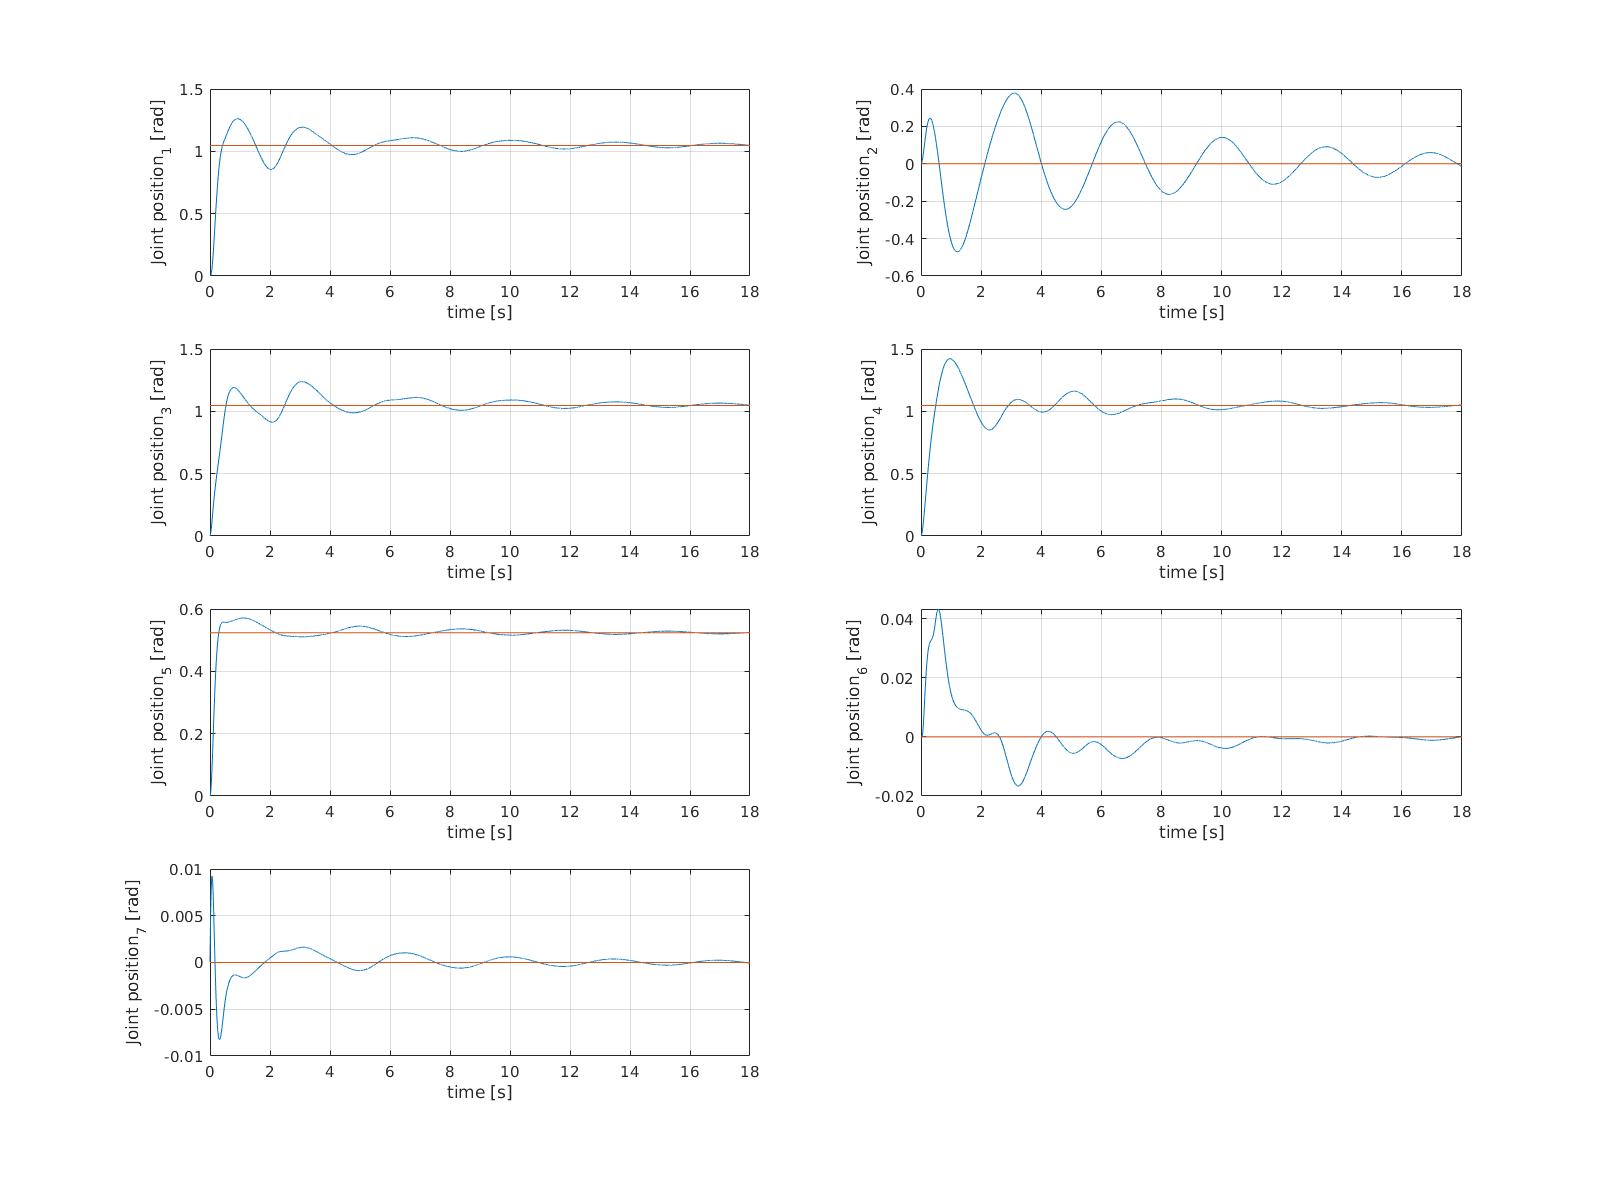 Joint position1 [rad]
1.5
1
0.5
0
0 2 4 6 8 10 12 14 16 18
time [s]
Joint position2 [rad]
0.4
0.2
0
-0.2
-0.4
-0.6
0 2 4 6 8 10 12 14 16 18
time [s]
Joint position3 [rad]
1.5
1
0.5
0
0 2 4 6 8 10 12 14 16 18
time [s]
Joint position4 [rad]
1.5
1
0.5
0
0 2 4 6 8 10 12 14 16 18
time [s]
Joint position5 [rad]
0.6
0.4
0.2
0
0 2 4 6 8 10 12 14 16 18
time [s]
Joint position6 [rad]
0.04
0.02
0
-0.02
0 2 4 6 8 10 12 14 16 18
time [s]
Joint position7 [rad]
0.01
0.005
0
-0.005
-0.01
0 2 4 6 8 10 12 14 16 18
time [s]